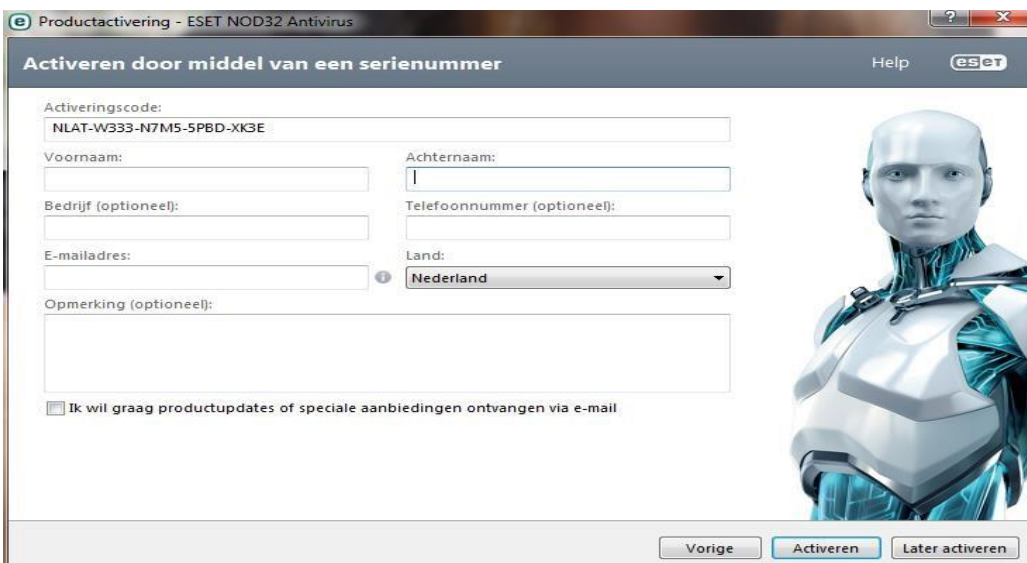 Productactivering - ESET NOD32 Antivirus
Activeren door middel van een serienummer
Help
eseT
Activeringscode:
NLAT-W333-N7M5-5PBD-XK3E
Voornaam:
Achternaam:
Bedrijf (optioneel):
Telefoonnummer (optioneel):
E-mailadres:
Land:
Nederland
Opmerking (optioneel):
Ik wil graag productupdates of speciale aanbiedingen ontvangen via e-mail
Vorige
Activeren
Later activeren